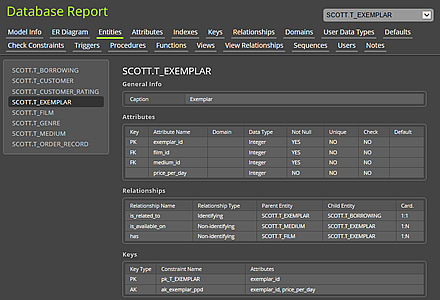 Database Report
SCOTT.T_EXEMPLAR
Model Info ER Diagram Entities Attributes Indexes Keys Relationships Domains User Data Types Defaults
Check Constraints Triggers Procedures Functions Views View Relationships Sequences Users Notes
SCOTT.T_BORROWING
SCOTT.T_CUSTOMER
SCOTT.T_CUSTOMER_RATING
SCOTT.T_EXEMPLAR
SCOTT.T_FILM
SCOTT.T_GENRE
SCOTT.T_MEDIUM
SCOTT.T_ORDER_RECORD
SCOTT.T_EXEMPLAR
General Info
Caption Exemplar
Attributes
Key Attribute Name Domain Data Type Not Null Unique Check Default
PK exemplar_id Integer YES NO NO
FK film_id Integer YES NO NO
FK medium_id Integer YES NO NO
price_per_day Integer NO NO NO
Relationships
Relationship Name Relationship Type Parent Entity Child Entity Card.
is_related_to Identifying SCOTT.T_EXEMPLAR SCOTT.T_BORROWING 1:1
is_available_on Non-identifying SCOTT.T_MEDIUM SCOTT.T_EXEMPLAR 1:N
has Non-identifying SCOTT.T_FILM SCOTT.T_EXEMPLAR 1:N
Keys
Key Type Constraint Name Attributes
PK pk_T_EXEMPLAR exemplar_id
AK ak_exemplar_ppd exemplar_id, price_per_day